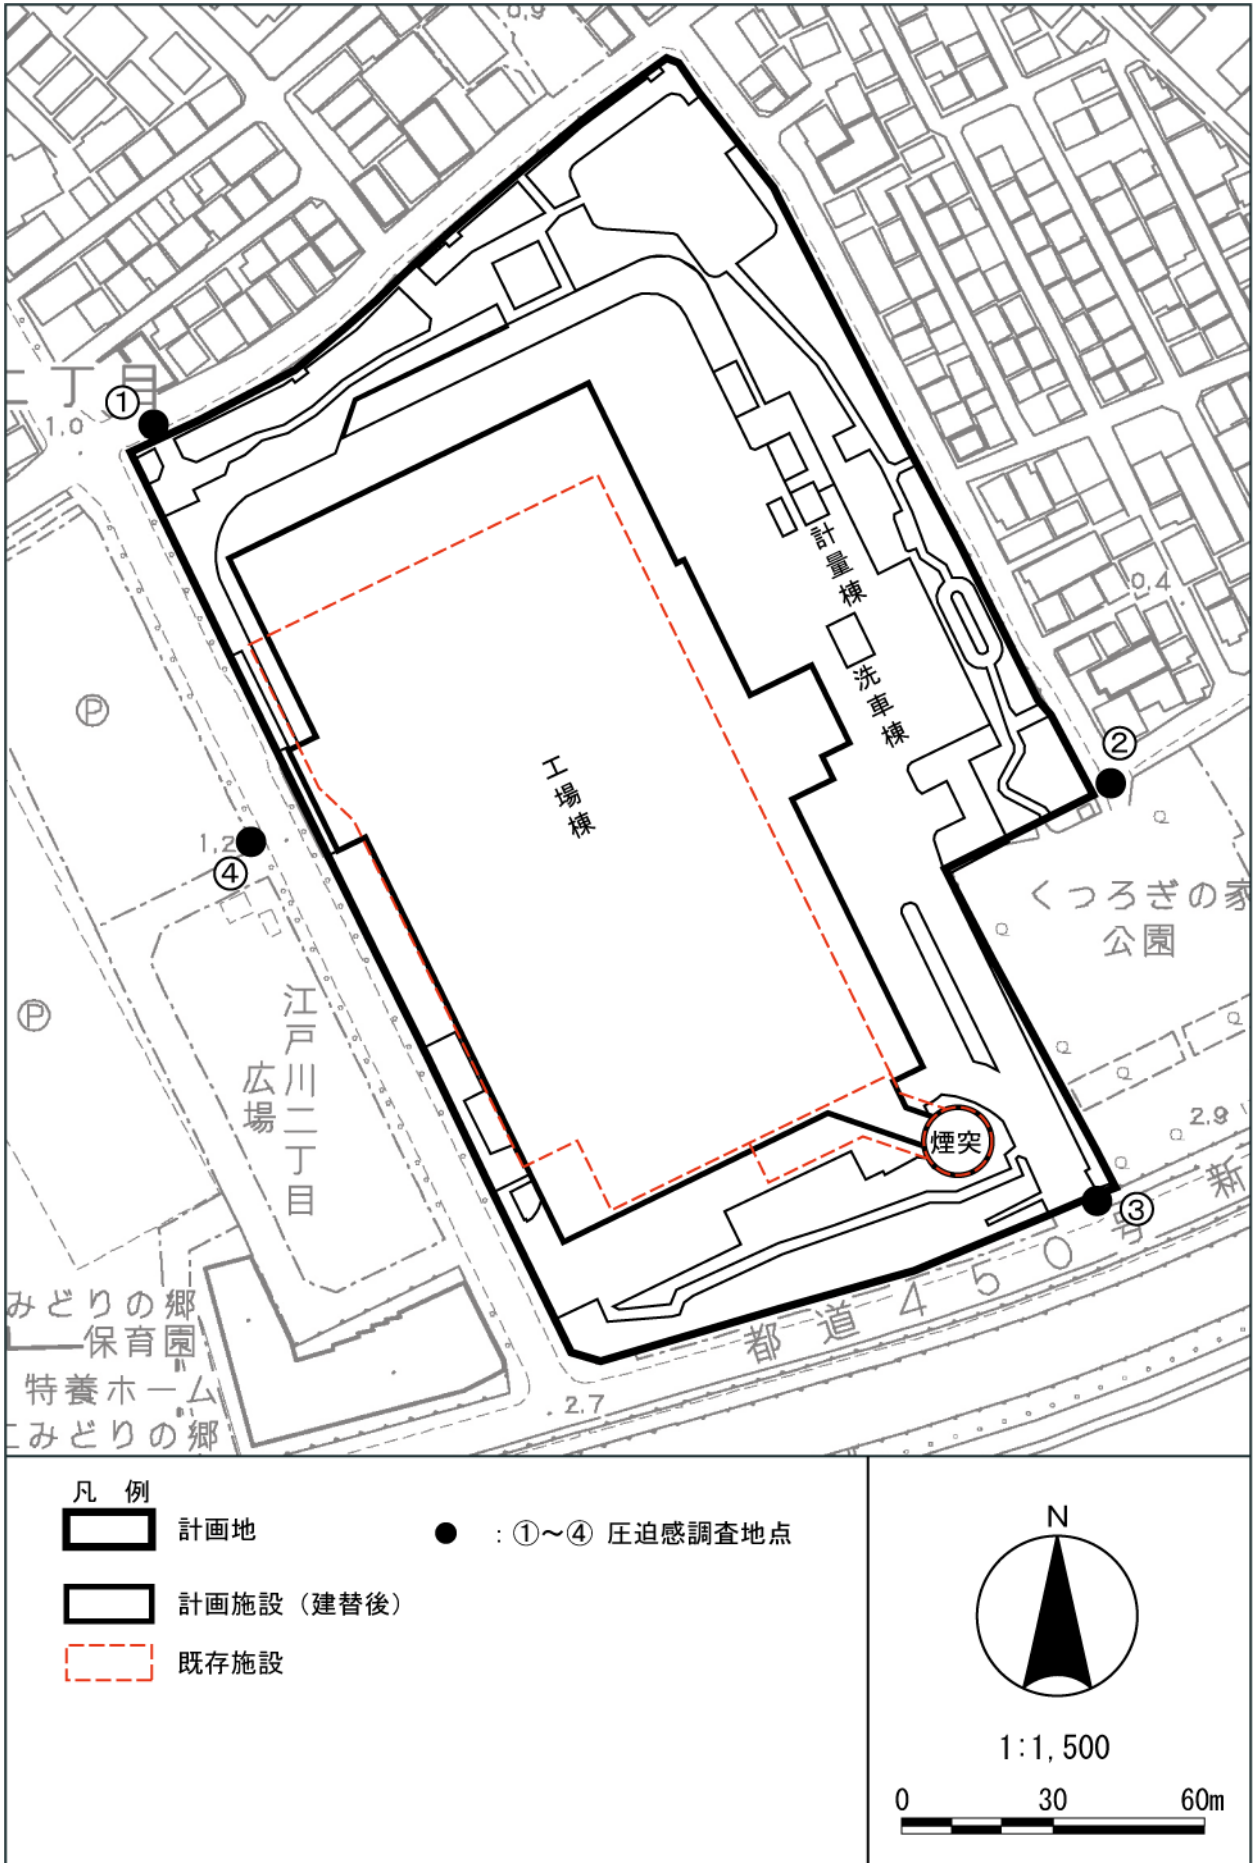 0.9
二丁目
①
1.0
計量棟
0.4
洗車棟
Ⓟ
②
工場棟
1.2
④
くつろぎの家
公園
Ⓟ
江戸川二丁目
広場
2.9
煙突
新
③
都道450号
みどりの郷
保育園
特養ホーム
みどりの郷
2.7
凡 例
計画地
● : ①~④ 圧迫感調査地点
計画施設(建替後)
既存施設
N
1:1,500
0 30 60m